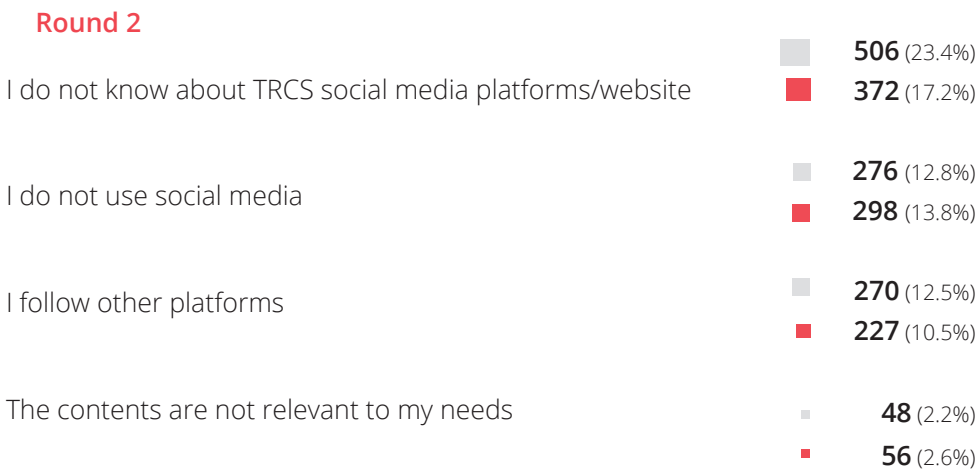 Round 2
506 (23.4%)
I do not know about TRCS social media platforms/website
372 (17.2%)
276 (12.8%)
I do not use social media
298 (13.8%)
270 (12.5%)
I follow other platforms
227 (10.5%)
The contents are not relevant to my needs
48 (2.2%)
56 (2.6%)